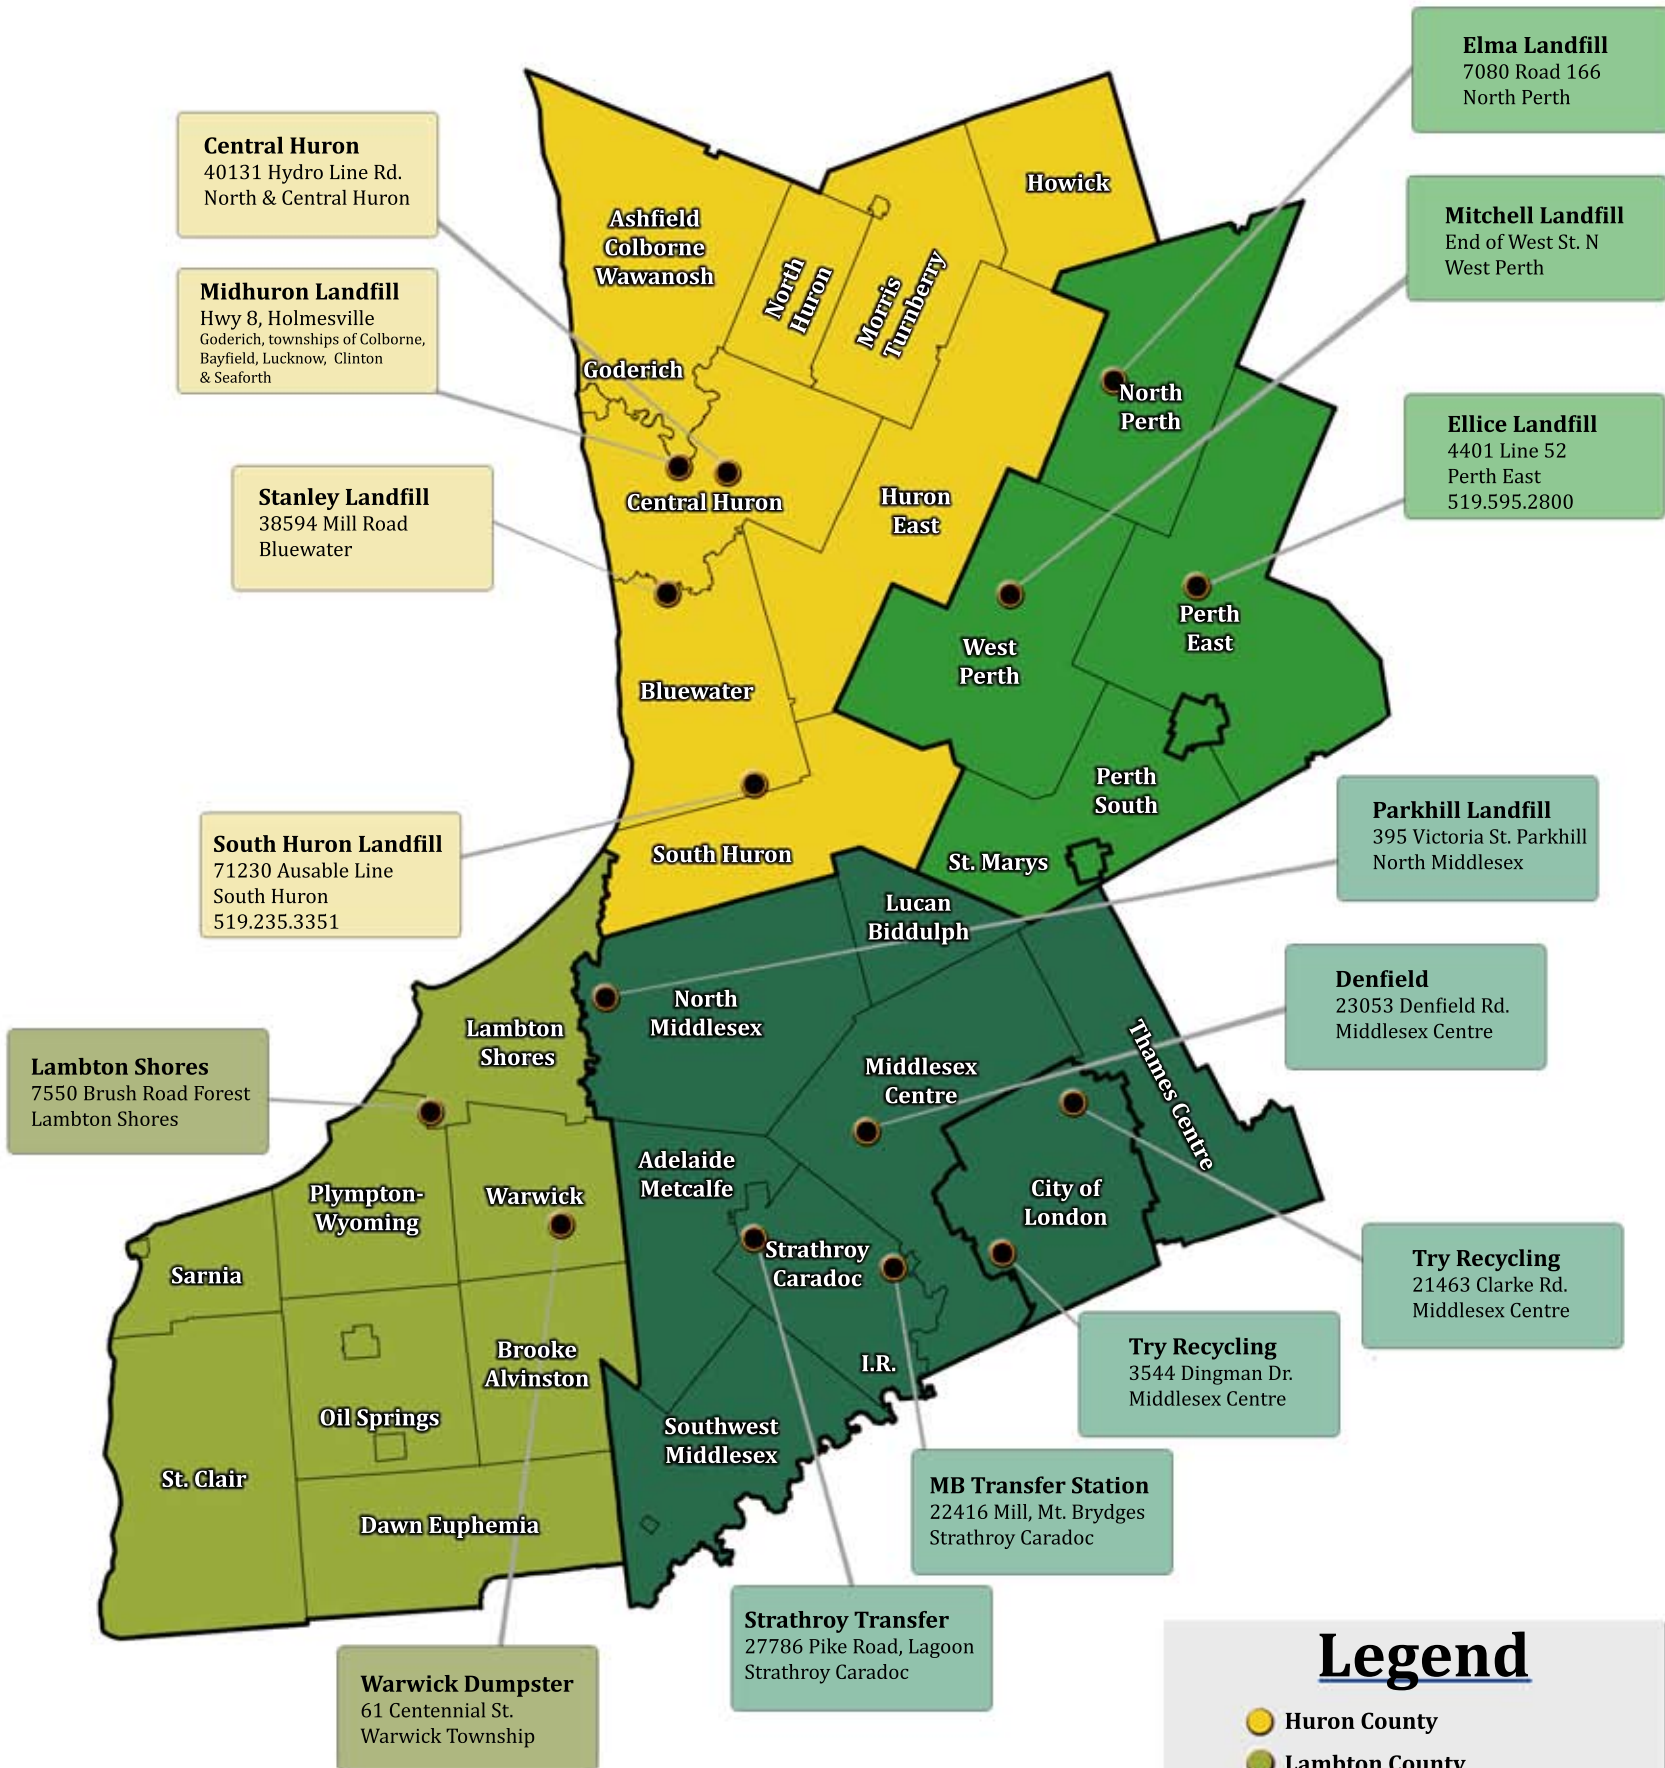 Elma Landfill
7080 Road 166
North Perth
Central Huron
40131 Hydro Line Rd.
North & Central Huron
Mitchell Landfill
End of West St. N
West Perth
Midhuron Landfill
Hwy 8, Holmesville
Goderich, townships of Colborne,
Bayfield, Lucknow, Clinton
& Seaforth
Ellice Landfill
4401 Line 52
Perth East
519.595.2800
Stanley Landfill
38594 Mill Road
Bluewater
South Huron Landfill
71230 Ausable Line
South Huron
519.235.3351
Parkhill Landfill
395 Victoria St. Parkhill
North Middlesex
Denfield
23053 Denfield Rd.
Middlesex Centre
Lambton Shores
7550 Brush Road Forest
Lambton Shores
Try Recycling
21463 Clarke Rd.
Middlesex Centre
Try Recycling
3544 Dingman Dr.
Middlesex Centre
MB Transfer Station
22416 Mill, Mt. Brydges
Strathroy Caradoc
Strathroy Transfer
27786 Pike Road, Lagoon
Strathroy Caradoc
Warwick Dumpster
61 Centennial St.
Warwick Township
Howick
Ashfield
Colborne
Wawanosh
North
Huron
Morris
Turnberry
Goderich
North
Perth
Central Huron
Huron
East
Perth
East
West
Perth
Bluewater
Perth
South
South Huron
St. Marys
Lucan
Biddulph
North
Middlesex
Lambton
Shores
Middlesex
Centre
Thames Centre
Adelaide
Metcalfe
Plympton-
Wyoming
Warwick
City of
London
Strathroy
Caradoc
Sarnia
Brooke
Alvinston
I.R.
Oil Springs
Southwest
Middlesex
St. Clair
Dawn Euphemia
Legend
Huron County
Lambton County